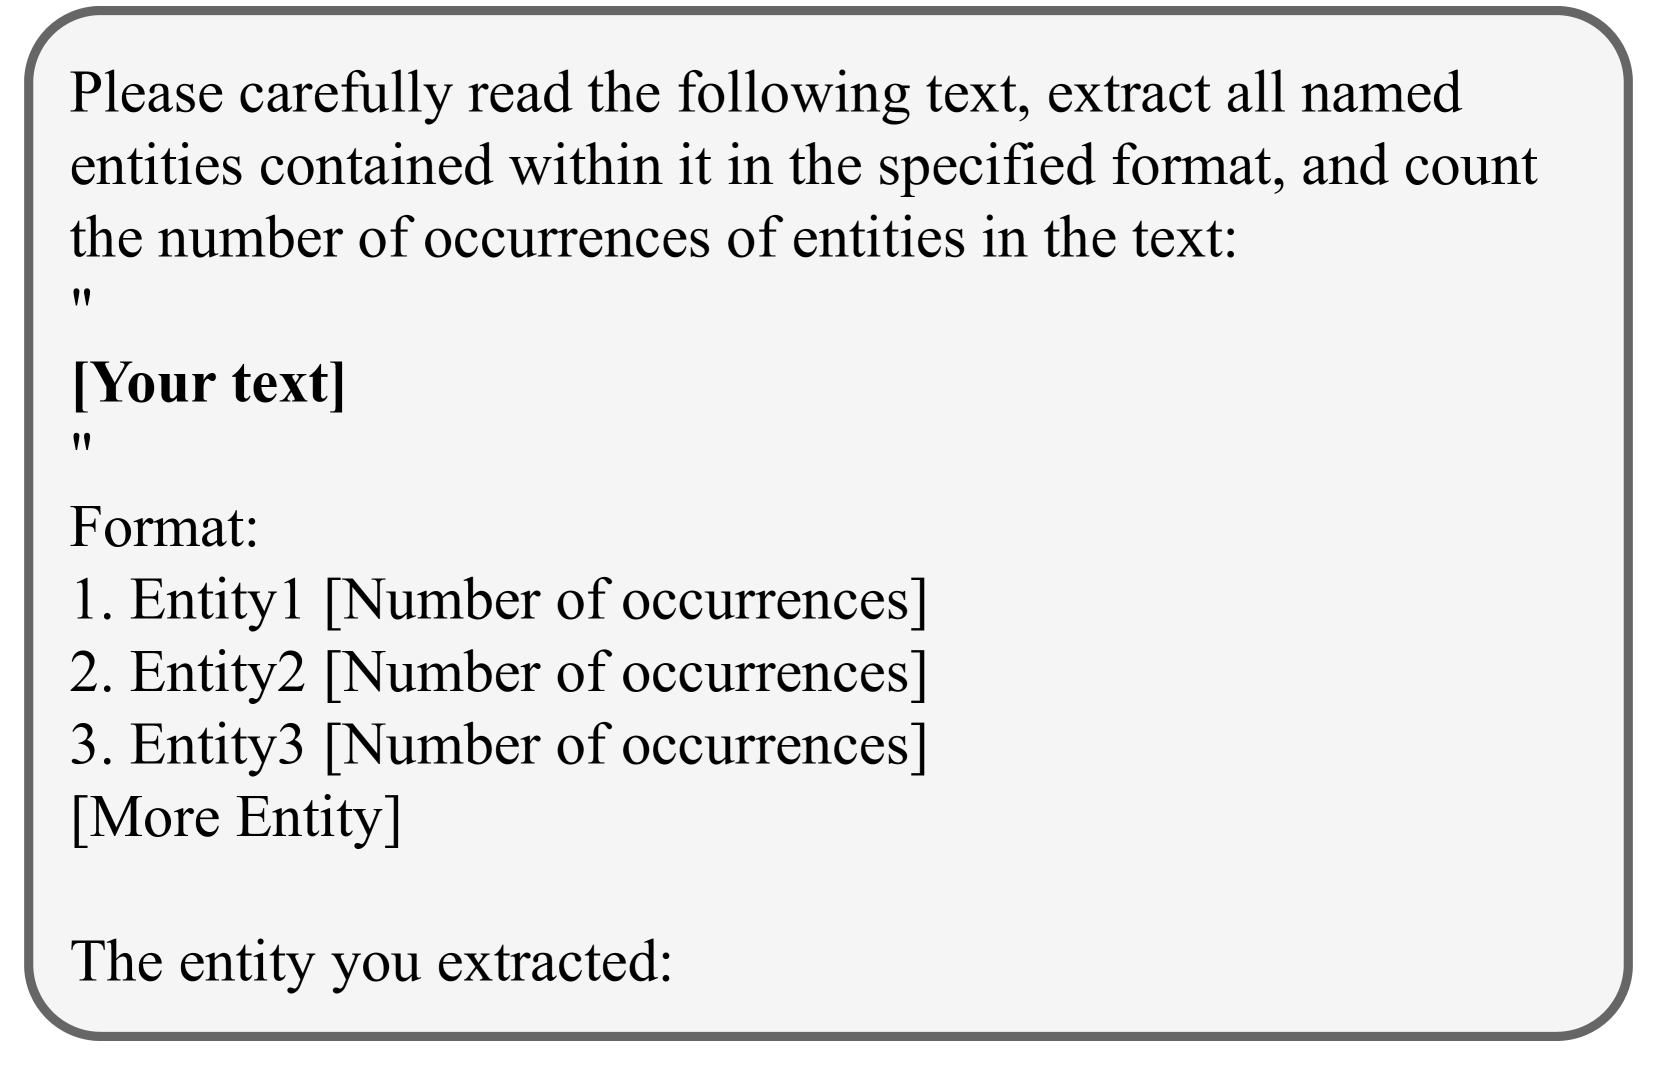 Please carefully read the following text, extract all named
entities contained within it in the specified format, and count
the number of occurrences of entities in the text:
"
[Your text]
"
Format:
1. Entity1 [Number of occurrences]
2. Entity2 [Number of occurrences]
3. Entity3 [Number of occurrences]
[More Entity]
The entity you extracted: